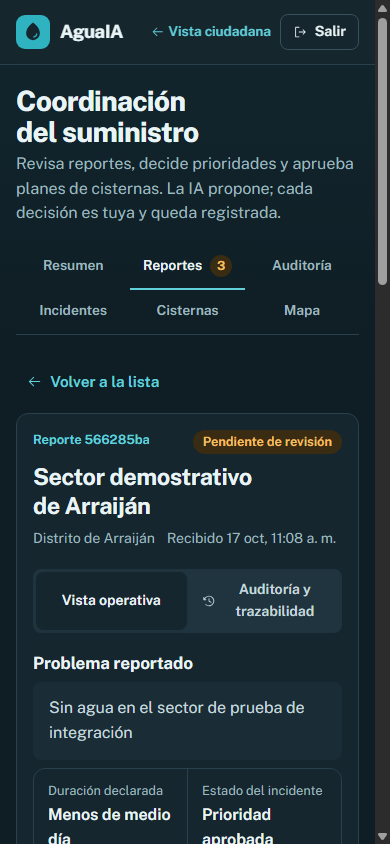 AguaIA
← Vista ciudadana
Salir
Coordinación
del suministro
Revisa reportes, decide prioridades y aprueba
planes de cisternas. La IA propone; cada
decisión es tuya y queda registrada.
Resumen
Reportes 3
Auditoría
Incidentes
Cisternas
Mapa
← Volver a la lista
Reporte 566285ba
Pendiente de revisión
Sector demostrativo
de Arraiján
Distrito de Arraiján Recibido 17 oct, 11:08 a. m.
Vista operativa
Auditoría y
trazabilidad
Problema reportado
Sin agua en el sector de prueba de
integración
Duración declarada
Menos de medio
día
Estado del incidente
Prioridad
aprobada